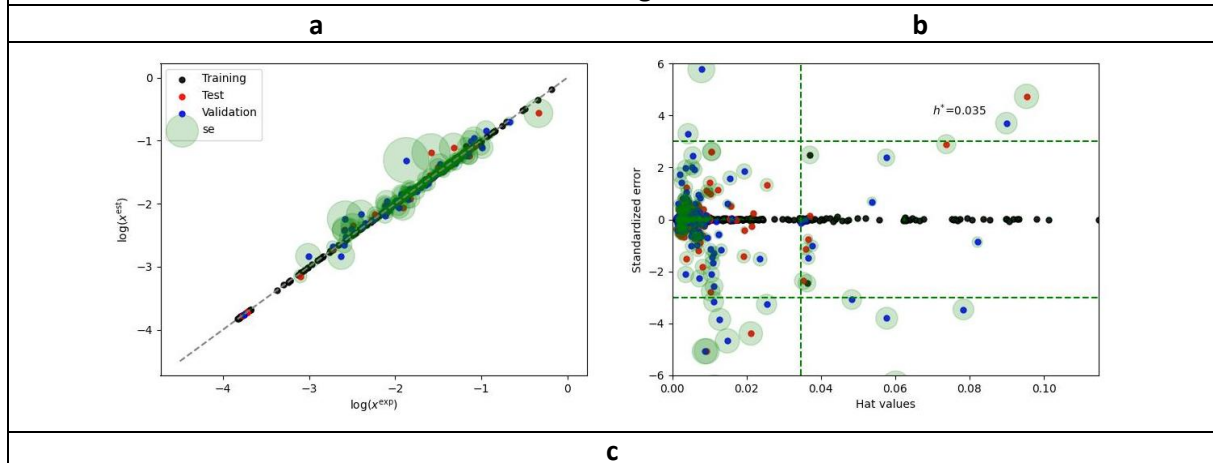 a b
Training
Test
Validation
se
0
−1
−2
−3
−4
log(x^est)
−4 −3 −2 −1 0
log(x^exp)
6
4
2
0
−2
−4
−6
Standardized error
h*=0.035
0.00 0.02 0.04 0.06 0.08 0.10
Hat values
c